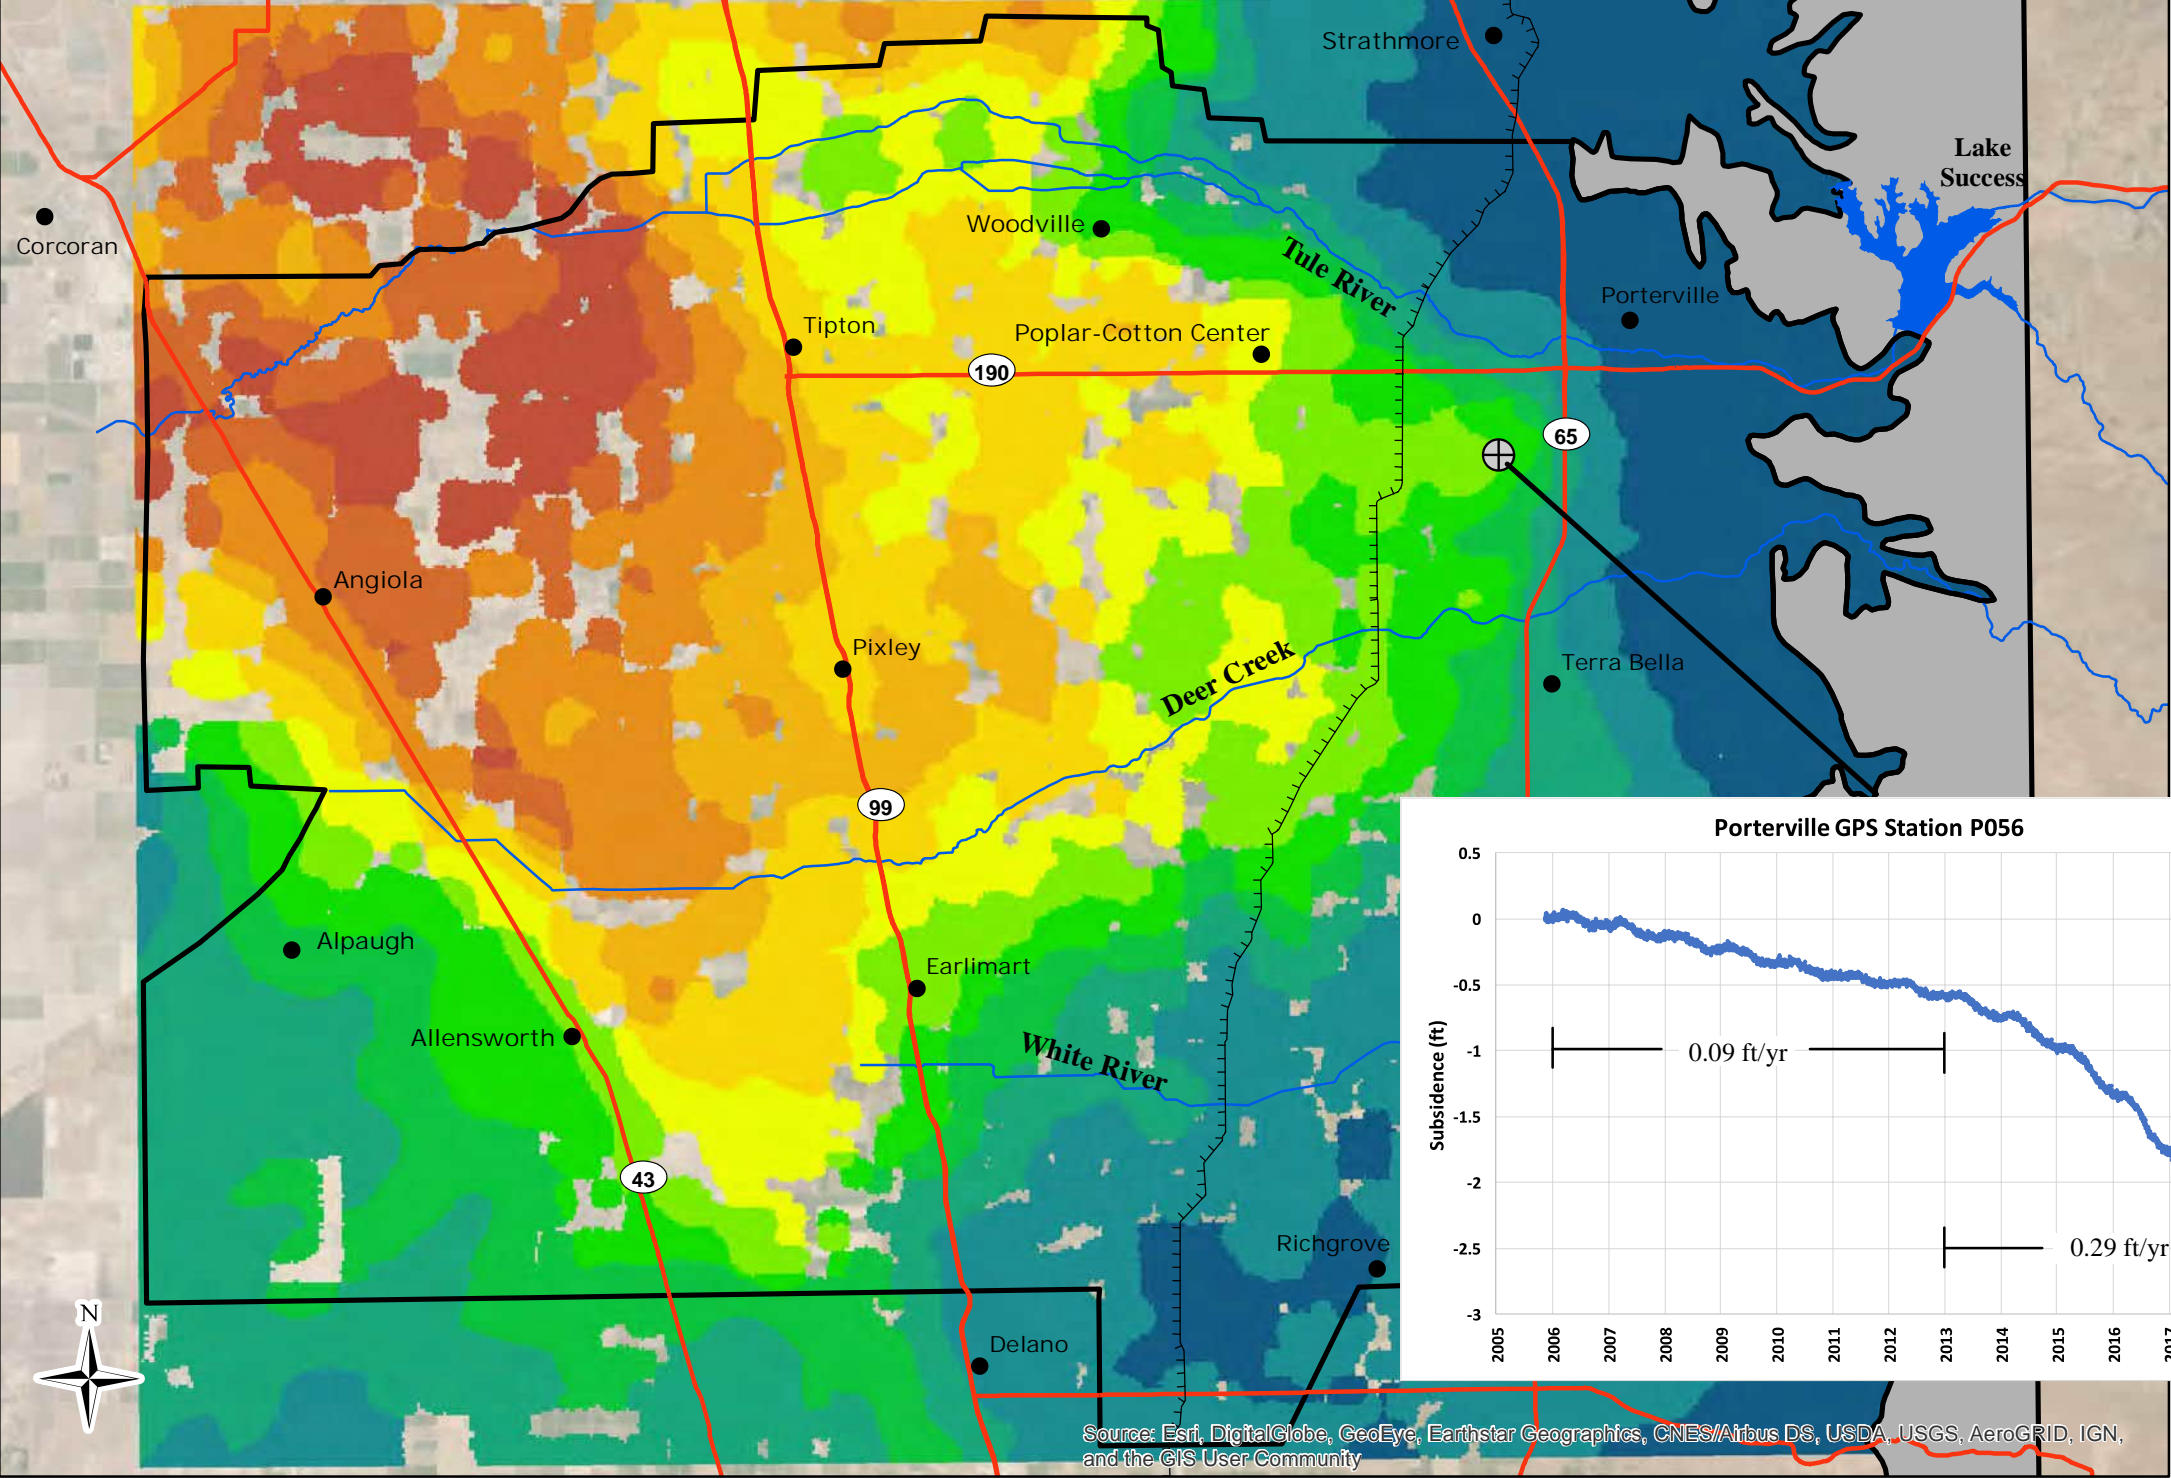 Strathmore
Lake
Success
Corcoran
Woodville
Tule River
Porterville
Tipton
Poplar-Cotton Center
190
65
Angiola
Pixley
Deer Creek
Terra Bella
99
Porterville GPS Station P056
0.5
0
-0.5
-1
-1.5
-2
-2.5
-3
Subsidence (ft)
0.09 ft/yr
0.29 ft/yr
2005 2006 2007 2008 2009 2010 2011 2012 2013 2014 2015 2016 2017
Alpaugh
Earlimart
Allensworth
White River
43
Richgrove
N
Delano
Source: Esri, DigitalGlobe, GeoEye, Earthstar Geographics, CNES/Airbus DS, USDA, USGS, AeroGRID, IGN,
and the GIS User Community